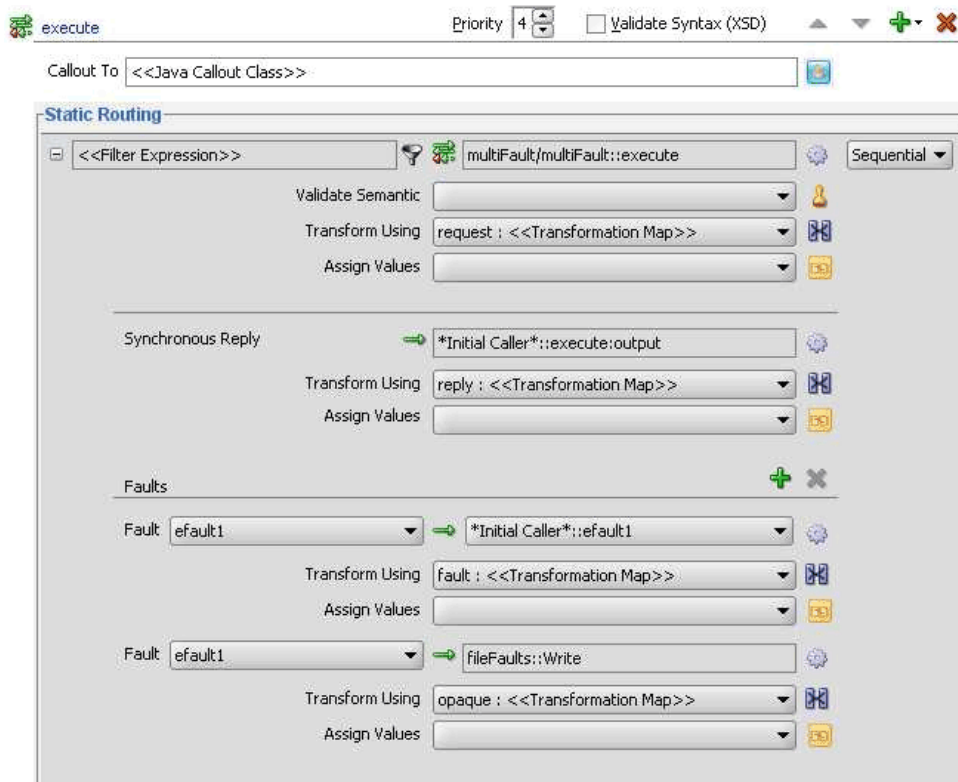 execute Priority 4 Validate Syntax (XSD)
Callout To <<Java Callout Class>>
Static Routing
<<Filter Expression>> multiFault/multiFault::execute Sequential
Validate Semantic
Transform Using request : <<Transformation Map>>
Assign Values
Synchronous Reply *Initial Caller*::execute:output
Transform Using reply : <<Transformation Map>>
Assign Values
Faults
Fault efault1 *Initial Caller*::efault1
Transform Using fault : <<Transformation Map>>
Assign Values
Fault efault1 fileFaults::Write
Transform Using opaque : <<Transformation Map>>
Assign Values